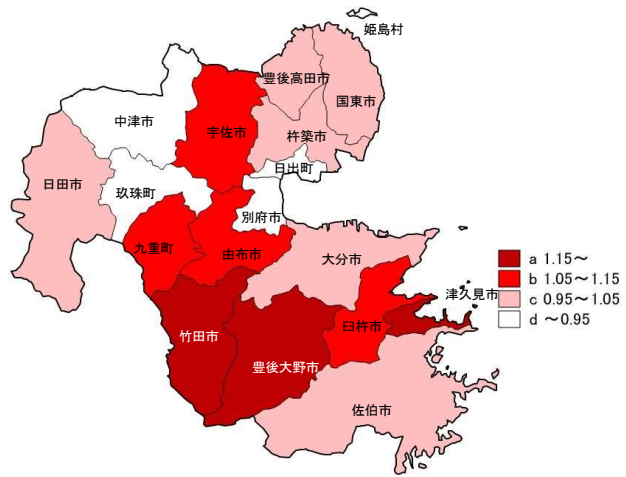 姫島村
豊後高田市
国東市
中津市
宇佐市
杵築市
日出町
日田市
玖珠町
別府市
九重町
由布市
大分市
a 1.15～
b 1.05～1.15
c 0.95～1.05
d ～0.95
津久見市
臼杵市
竹田市
豊後大野市
佐伯市